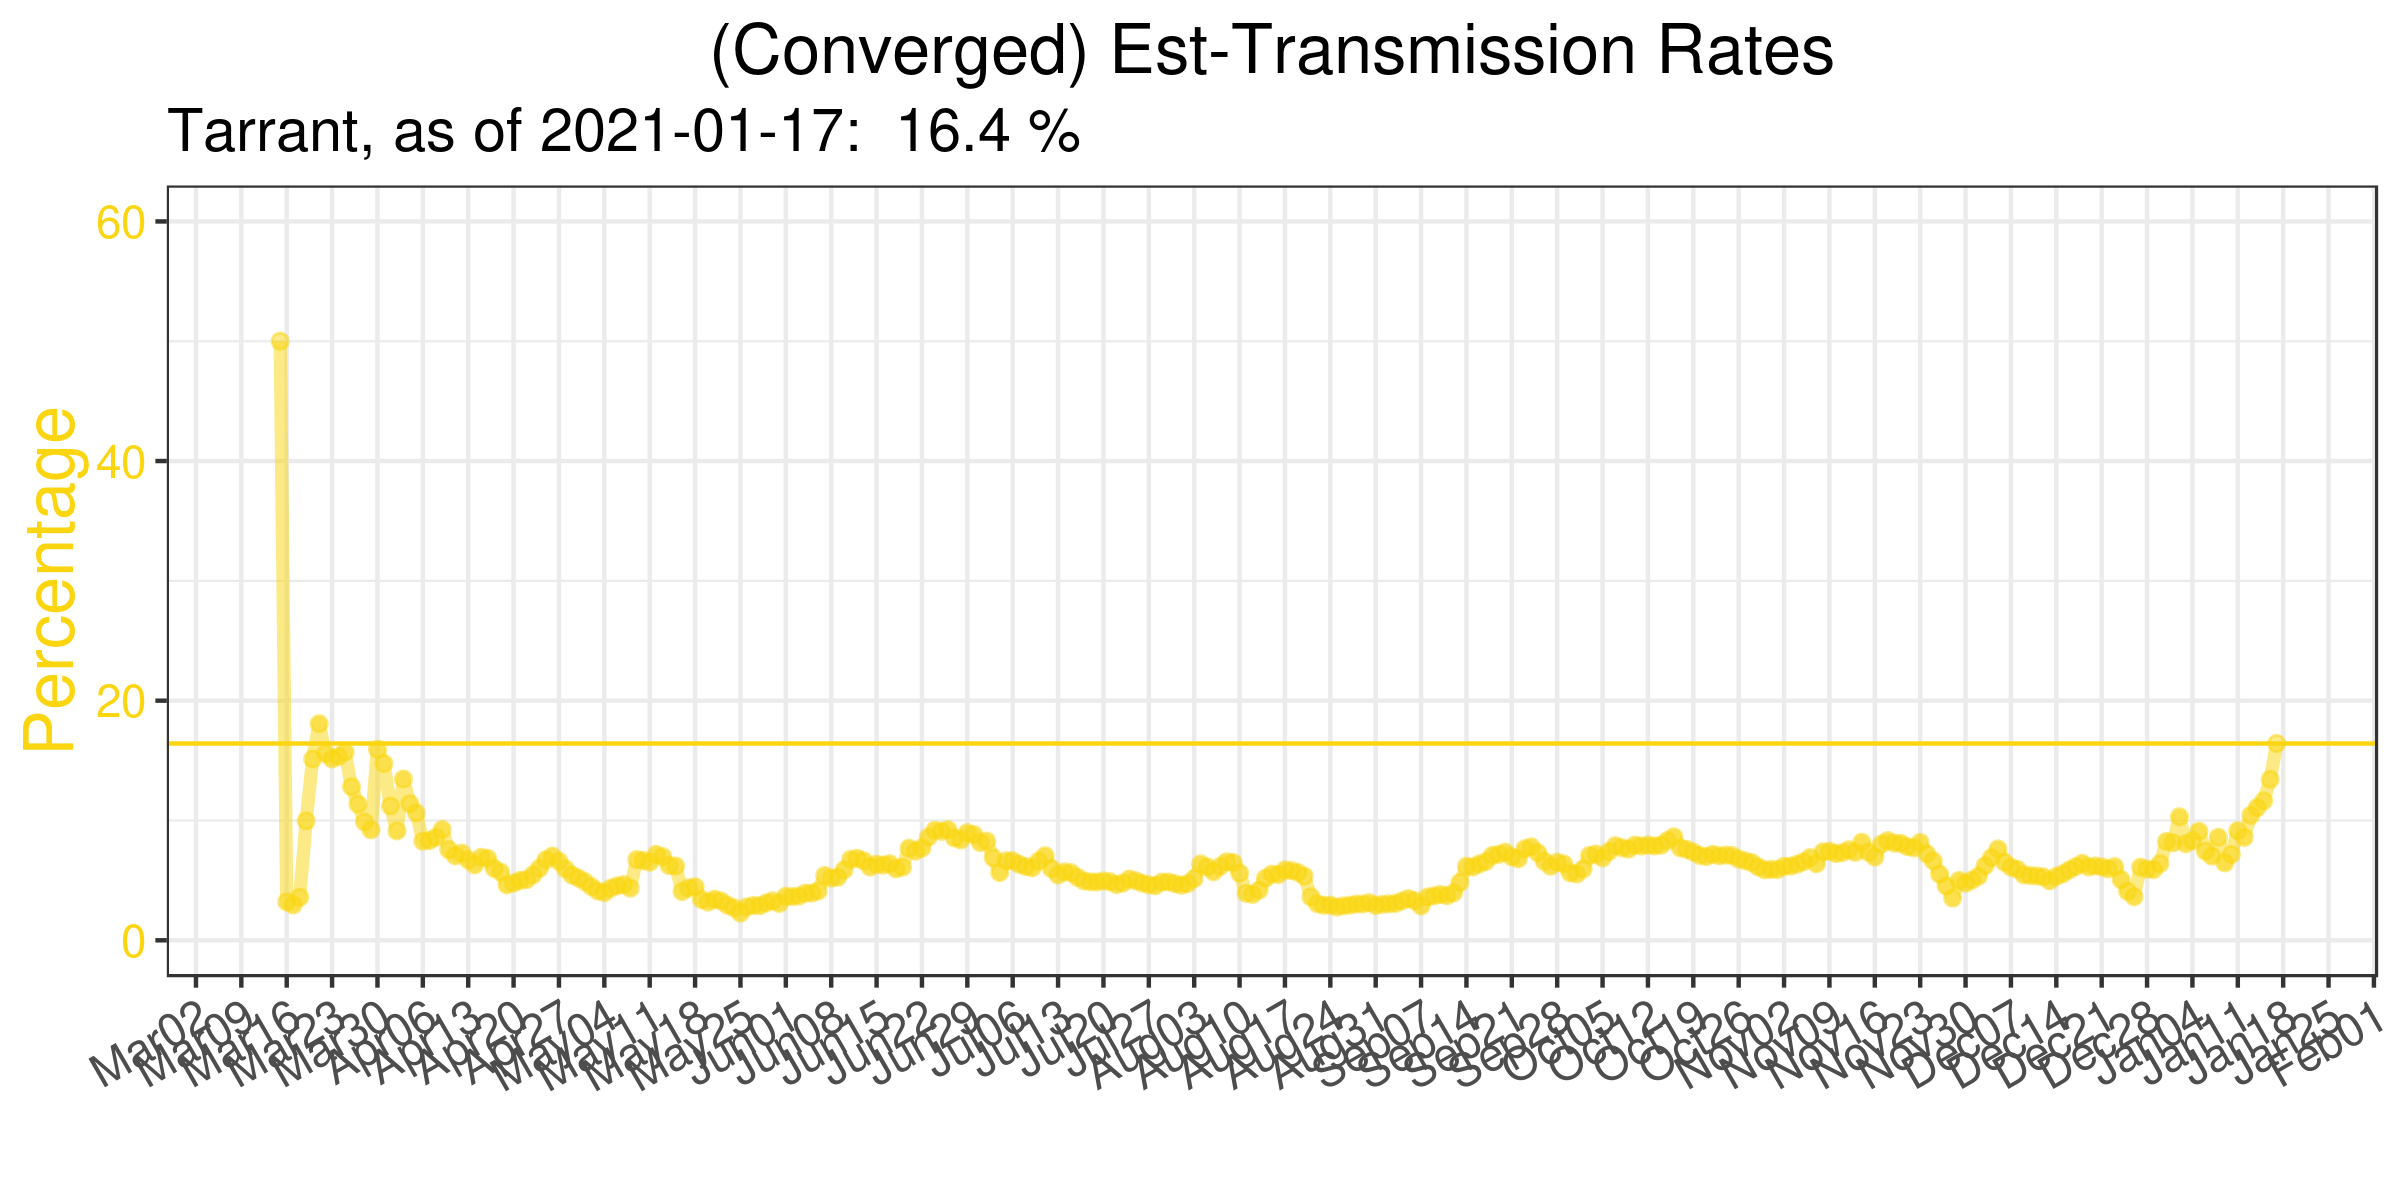 (Converged) Est-Transmission Rates
Tarrant, as of 2021-01-17:  16.4 %
Percentage
60
40
20
0
Mar02
Mar09
Mar16
Mar23
Mar30
Apr06
Apr13
Apr20
Apr27
May04
May11
May18
May25
Jun01
Jun08
Jun15
Jun22
Jun29
Jul06
Jul13
Jul20
Jul27
Aug03
Aug10
Aug17
Aug24
Aug31
Sep07
Sep14
Sep21
Sep28
Oct05
Oct12
Oct19
Oct26
Nov02
Nov09
Nov16
Nov23
Nov30
Dec07
Dec14
Dec21
Dec28
Jan04
Jan11
Jan18
Jan25
Feb01